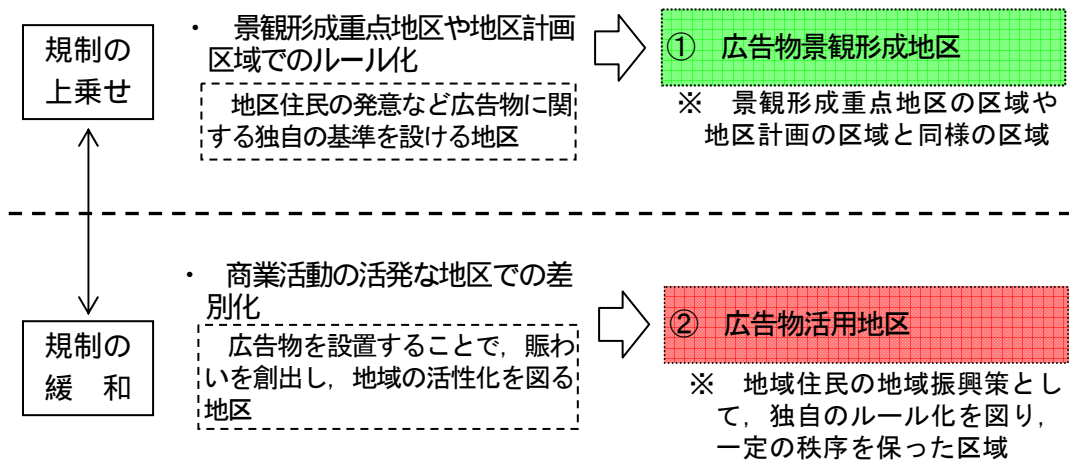 規制の
上乗せ
・　景観形成重点地区や地区計画
区域でのルール化
地区住民の発意など広告物に関
する独自の基準を設ける地区
①　広告物景観形成地区
※　景観形成重点地区の区域や
地区計画の区域と同様の区域
規制の
緩　和
・　商業活動の活発な地区での差
別化
広告物を設置することで，賑わ
いを創出し，地域の活性化を図る
地区
②　広告物活用地区
※　地域住民の地域振興策とし
て，独自のルール化を図り，
一定の秩序を保った区域